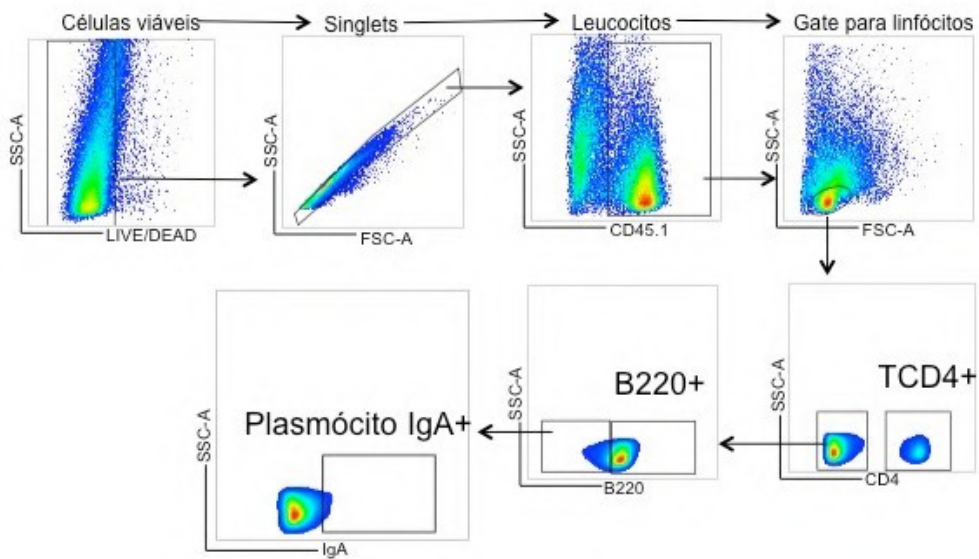 Células viáveis
Singlets
Leucocitos
Gate para linfócitos
SSC-A
LIVE/DEAD
SSC-A
FSC-A
SSC-A
CD45.1
SSC-A
FSC-A
SSC-A
Plasmócito IgA+
IgA
SSC-A
B220+
B220
SSC-A
TCD4+
CD4